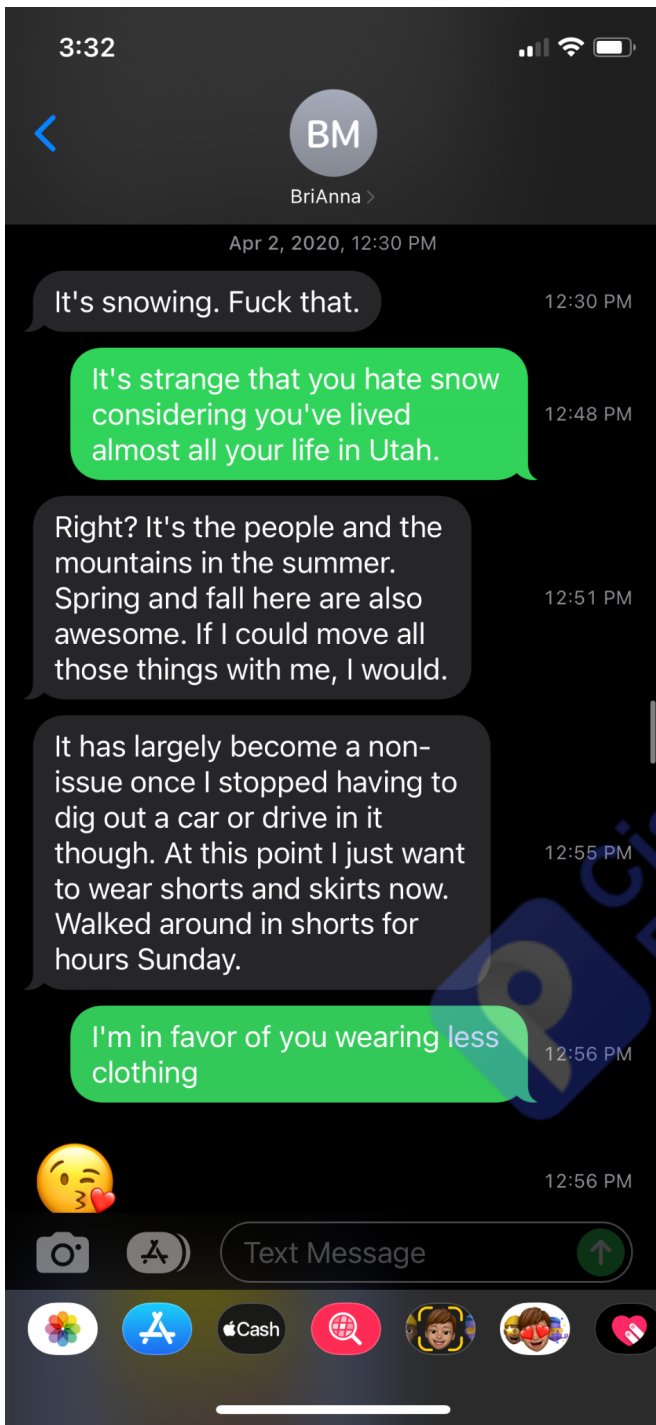 3:32
BM
BriAnna
Apr 2, 2020, 12:30 PM
It's snowing. Fuck that.
12:30 PM
It's strange that you hate snow
considering you've lived
almost all your life in Utah.
12:48 PM
Right? It's the people and the
mountains in the summer.
Spring and fall here are also
awesome. If I could move all
those things with me, I would.
12:51 PM
It has largely become a non-
issue once I stopped having to
dig out a car or drive in it
though. At this point I just want
to wear shorts and skirts now.
Walked around in shorts for
hours Sunday.
12:55 PM
I'm in favor of you wearing less
clothing
12:56 PM
12:56 PM
Text Message
Cash